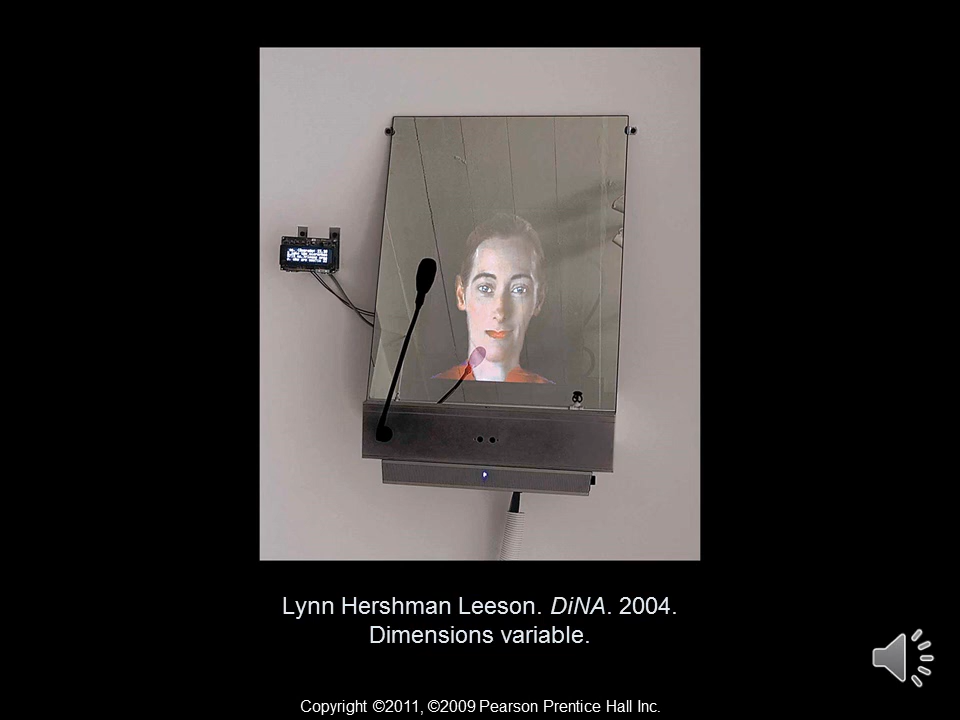 Lynn Hershman Leeson. DiNA. 2004.
Dimensions variable.
Copyright ©2011, ©2009 Pearson Prentice Hall Inc.